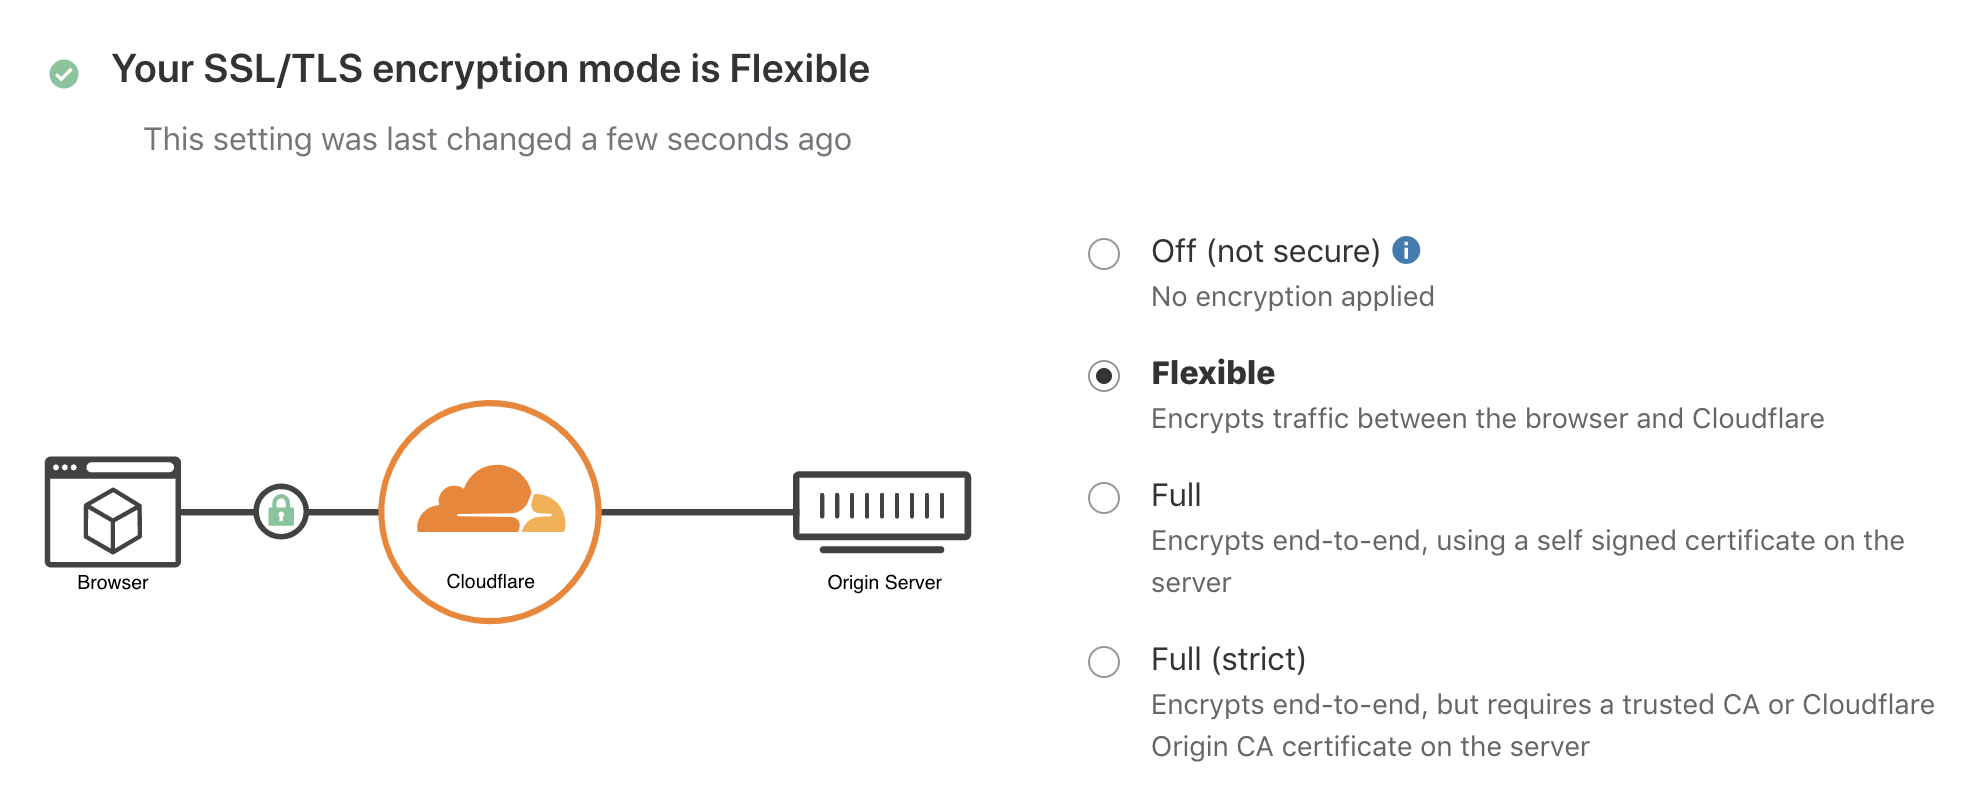 Your SSL/TLS encryption mode is Flexible
This setting was last changed a few seconds ago
Browser
Cloudflare
Origin Server
Off (not secure)
No encryption applied
Flexible
Encrypts traffic between the browser and Cloudflare
Full
Encrypts end-to-end, using a self signed certificate on the
server
Full (strict)
Encrypts end-to-end, but requires a trusted CA or Cloudflare
Origin CA certificate on the server